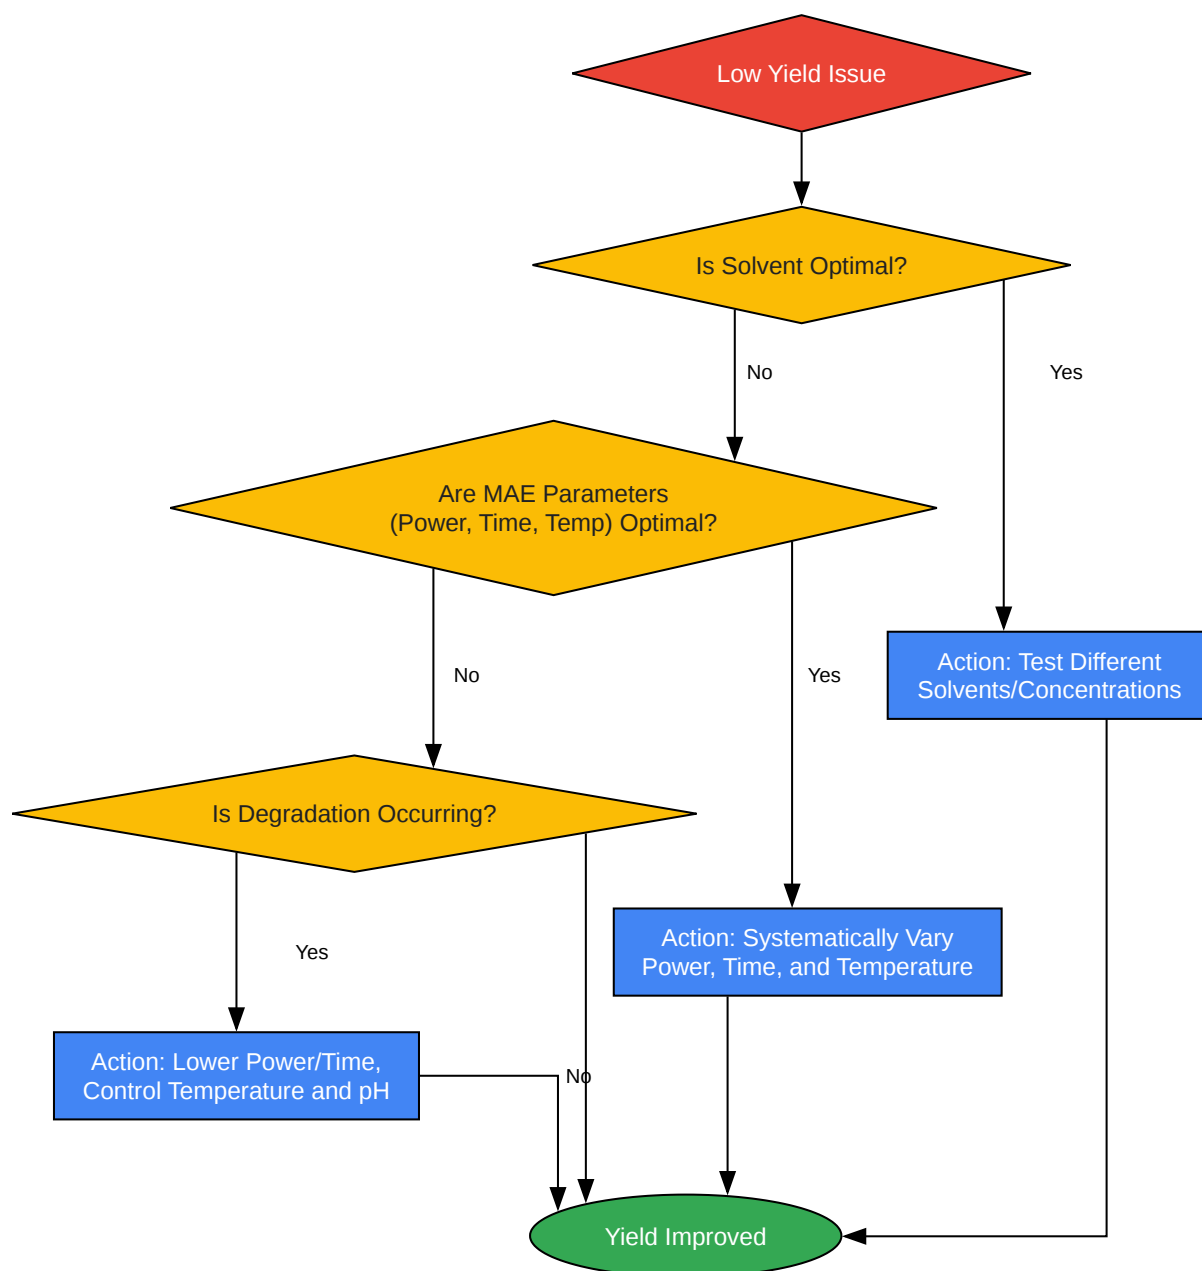 Low Yield Issue
Is Solvent Optimal?
No
Yes
Are MAE Parameters
(Power, Time, Temp) Optimal?
Action: Test Different
Solvents/Concentrations
No
Yes
Is Degradation Occurring?
Action: Systematically Vary
Power, Time, and Temperature
Yes
Action: Lower Power/Time,
Control Temperature and pH
No
Yield Improved